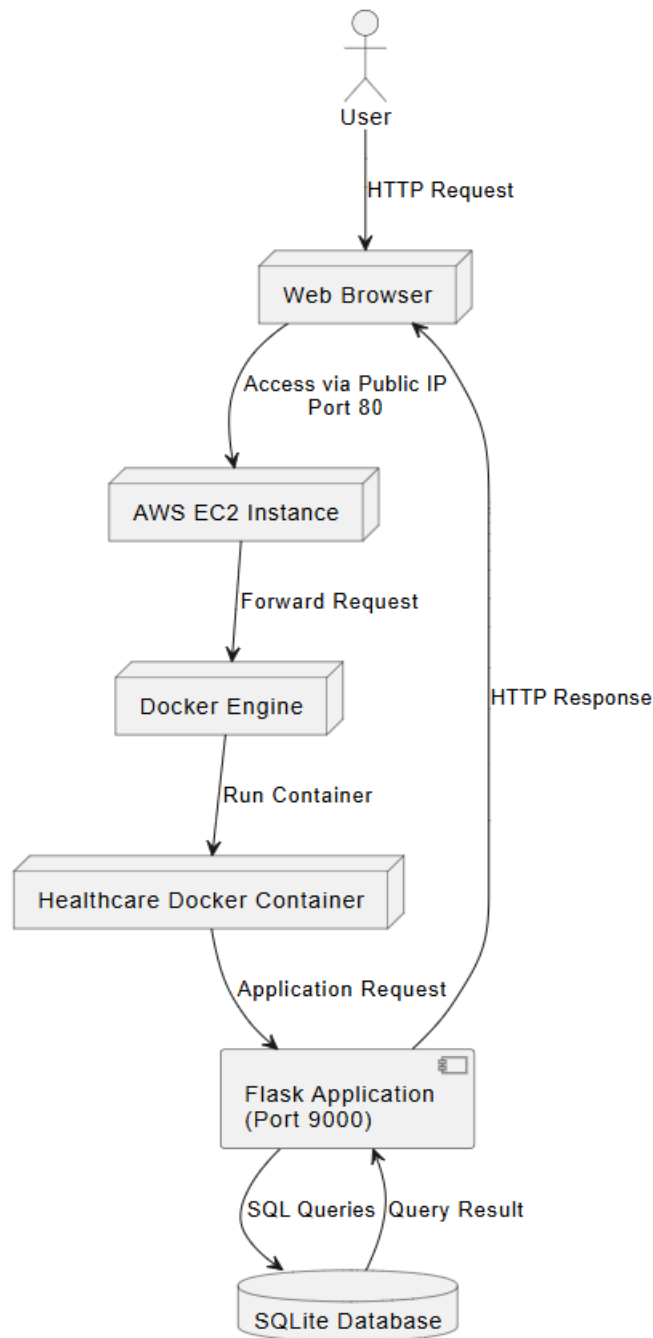 User
HTTP Request
Web Browser
Access via Public IP
Port 80
AWS EC2 Instance
Forward Request
Docker Engine
HTTP Response
Run Container
Healthcare Docker Container
Application Request
Flask Application
(Port 9000)
SQL Queries
Query Result
SQLite Database